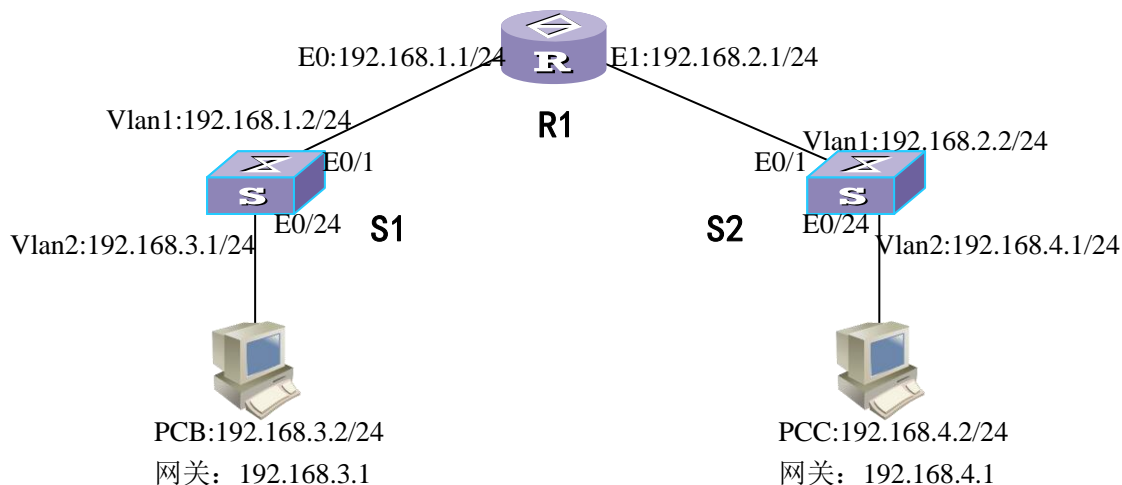 E0:192.168.1.1/24
E1:192.168.2.1/24
R
R1
Vlan1:192.168.1.2/24
Vlan1:192.168.2.2/24
E0/1
E0/1
S
S
E0/24
S1
S2
E0/24
Vlan2:192.168.3.1/24
Vlan2:192.168.4.1/24
PCB:192.168.3.2/24
PCC:192.168.4.2/24
网关：192.168.3.1
网关：192.168.4.1